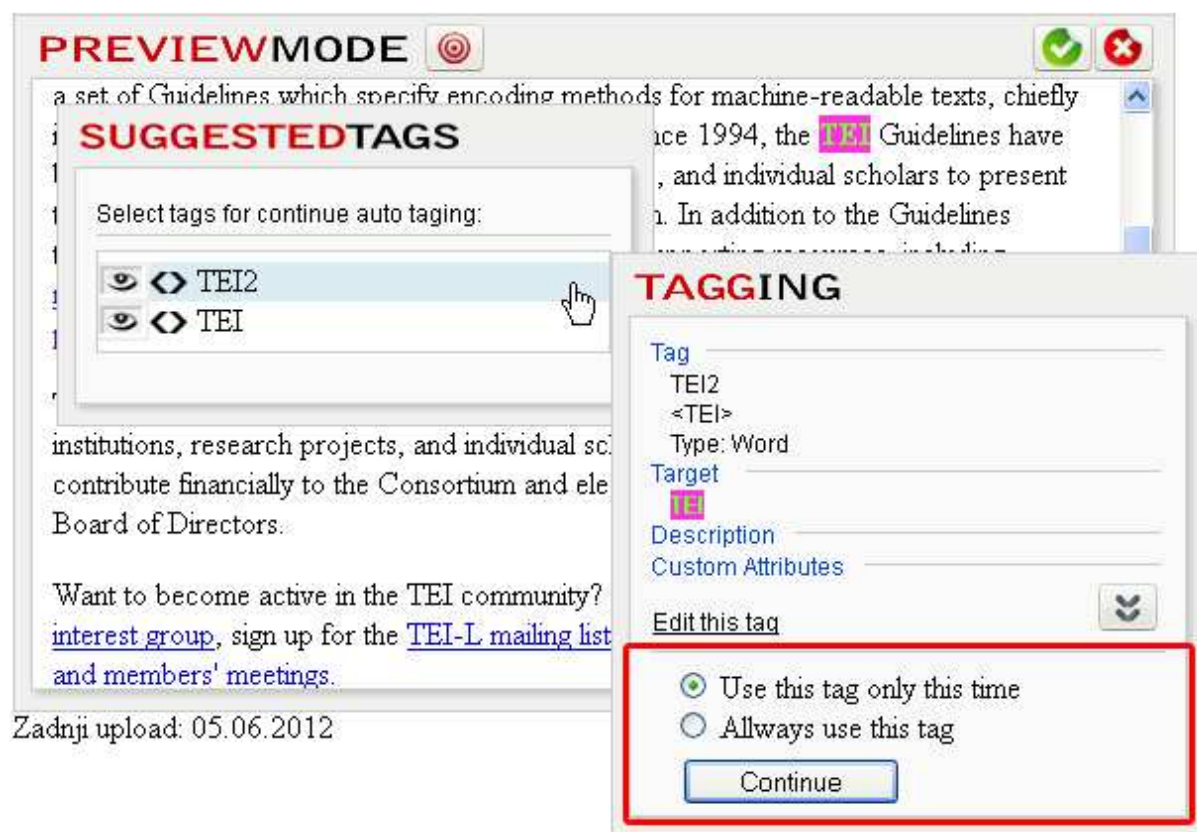 PREVIEWMODE
a set of Guidelines which specify encoding methods for machine-readable texts, chiefly
nce 1994, the TEI Guidelines have
, and individual scholars to present
n. In addition to the Guidelines
supporting resources, including
SUGGESTEDTAGS
Select tags for continue auto taging:
TEI2
TEI
institutions, research projects, and individual sc
contribute financially to the Consortium and ele
Board of Directors.
Want to become active in the TEI community?
interest group, sign up for the TEI-L mailing list
and members' meetings.
Zadnji upload: 05.06.2012
TAGGING
Tag
TEI2
<TEI>
Type: Word
Target
TEI
Description
Custom Attributes
Edit this tag
Use this tag only this time
Allways use this tag
Continue